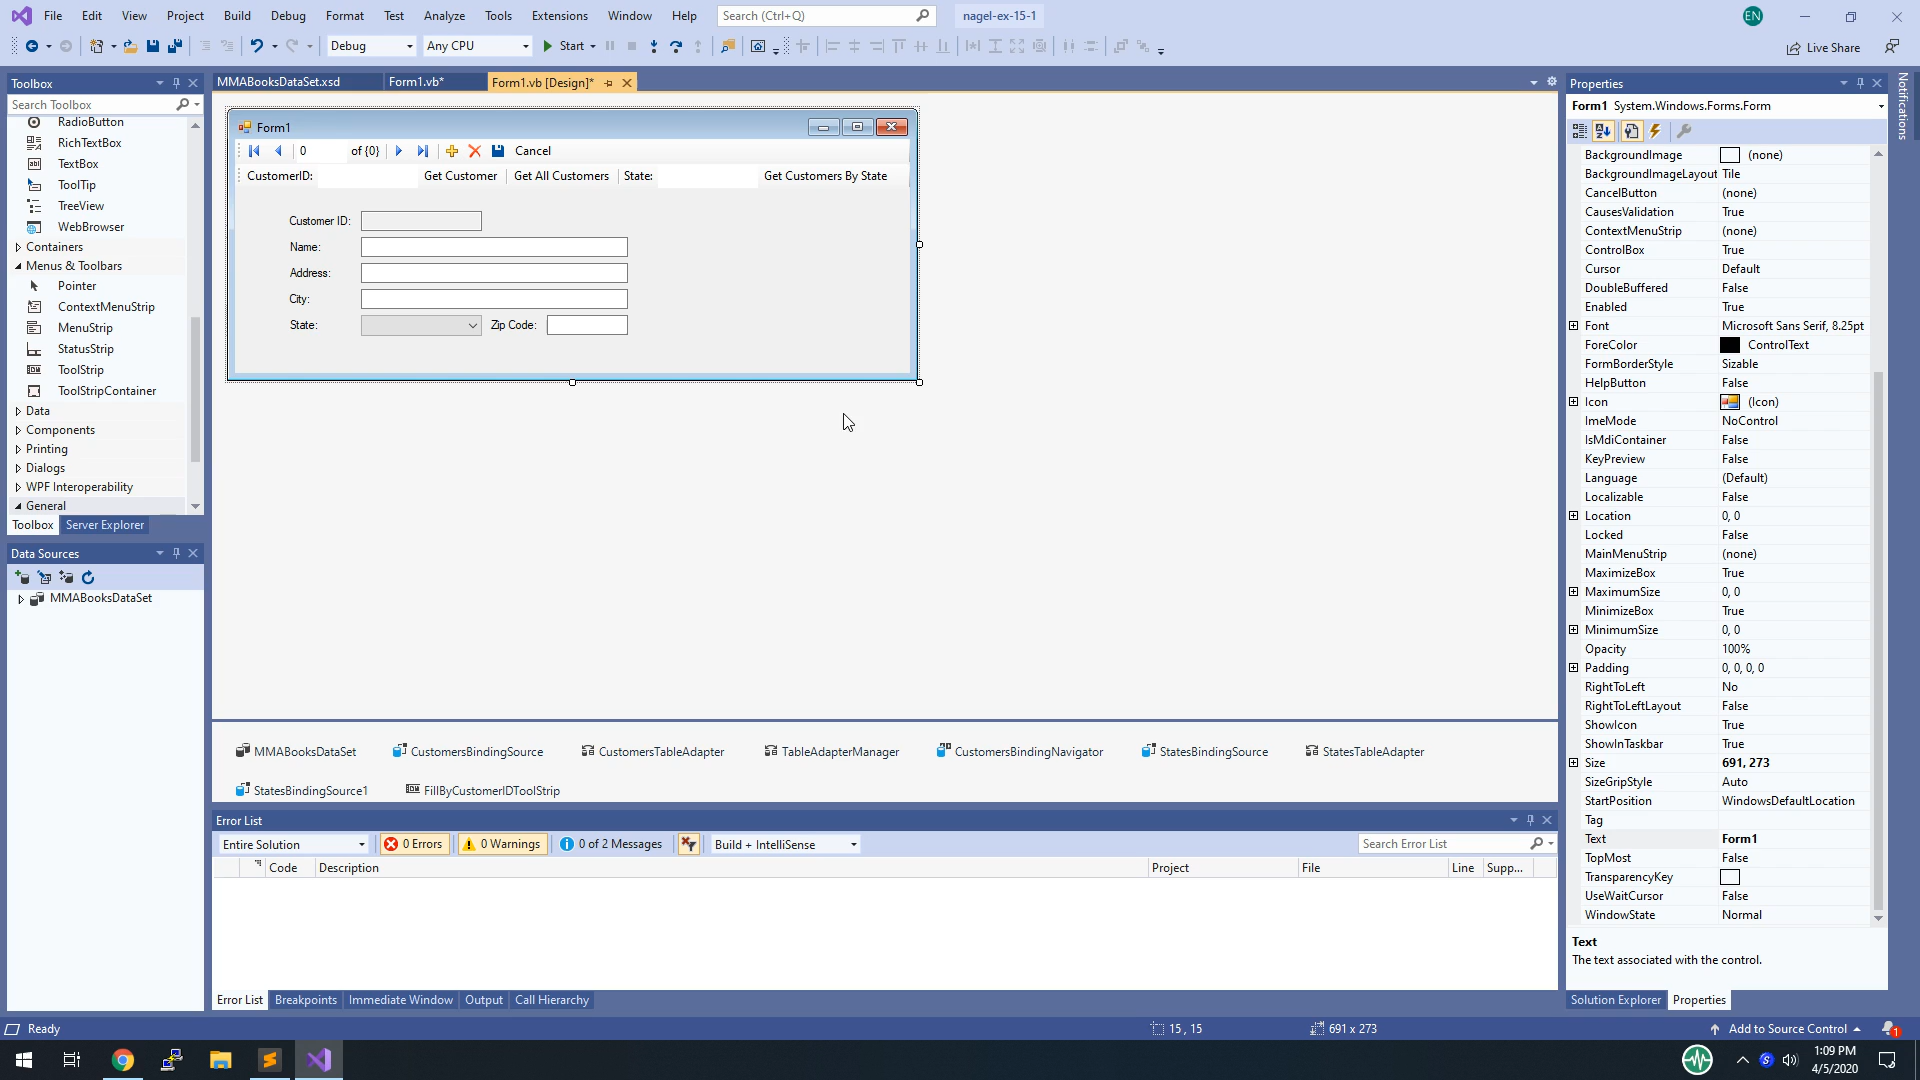 File Edit View Project Build Debug Format Test Analyze Tools Extensions Window Help Search (Ctrl+Q) nagel-ex-15-1 EN
Debug Any CPU Start Live Share
Toolbox
Search Toolbox
RadioButton
RichTextBox
TextBox
ToolTip
TreeView
WebBrowser
Containers
Menus & Toolbars
Pointer
ContextMenuStrip
MenuStrip
StatusStrip
ToolStrip
ToolStripContainer
Data
Components
Printing
Dialogs
WPF Interoperability
General
Toolbox Server Explorer
Data Sources
MMABooksDataSet
MMABooksDataSet.xsd Form1.vb* Form1.vb [Design]*
Form1
0 of {0} Cancel
CustomerID: Get Customer Get All Customers State: Get Customers By State
Customer ID:
Name:
Address:
City:
State: Zip Code:
MMABooksDataSet CustomersBindingSource CustomersTableAdapter TableAdapterManager CustomersBindingNavigator StatesBindingSource StatesTableAdapter
StatesBindingSource1 FillByCustomerIDToolStrip
Error List
Entire Solution 0 Errors 0 Warnings 0 of 2 Messages Build + IntelliSense Search Error List
Code Description Project File Line Supp...
Error List Breakpoints Immediate Window Output Call Hierarchy
Properties
Form1 System.Windows.Forms.Form
BackgroundImage (none)
BackgroundImageLayout Tile
CancelButton (none)
CausesValidation True
ContextMenuStrip (none)
ControlBox True
Cursor Default
DoubleBuffered False
Enabled True
Font Microsoft Sans Serif, 8.25pt
ForeColor ControlText
FormBorderStyle Sizable
HelpButton False
Icon (Icon)
ImeMode NoControl
IsMdiContainer False
KeyPreview False
Language (Default)
Localizable False
Location 0, 0
Locked False
MainMenuStrip (none)
MaximizeBox True
MaximumSize 0, 0
MinimizeBox True
MinimumSize 0, 0
Opacity 100%
Padding 0, 0, 0, 0
RightToLeft No
RightToLeftLayout False
ShowIcon True
ShowInTaskbar True
Size 691, 273
SizeGripStyle Auto
StartPosition WindowsDefaultLocation
Tag
Text Form1
TopMost False
TransparencyKey
UseWaitCursor False
WindowState Normal
Text
The text associated with the control.
Solution Explorer Properties
Notifications
Ready 15 , 15 691 x 273 Add to Source Control 1
1:09 PM
4/5/2020